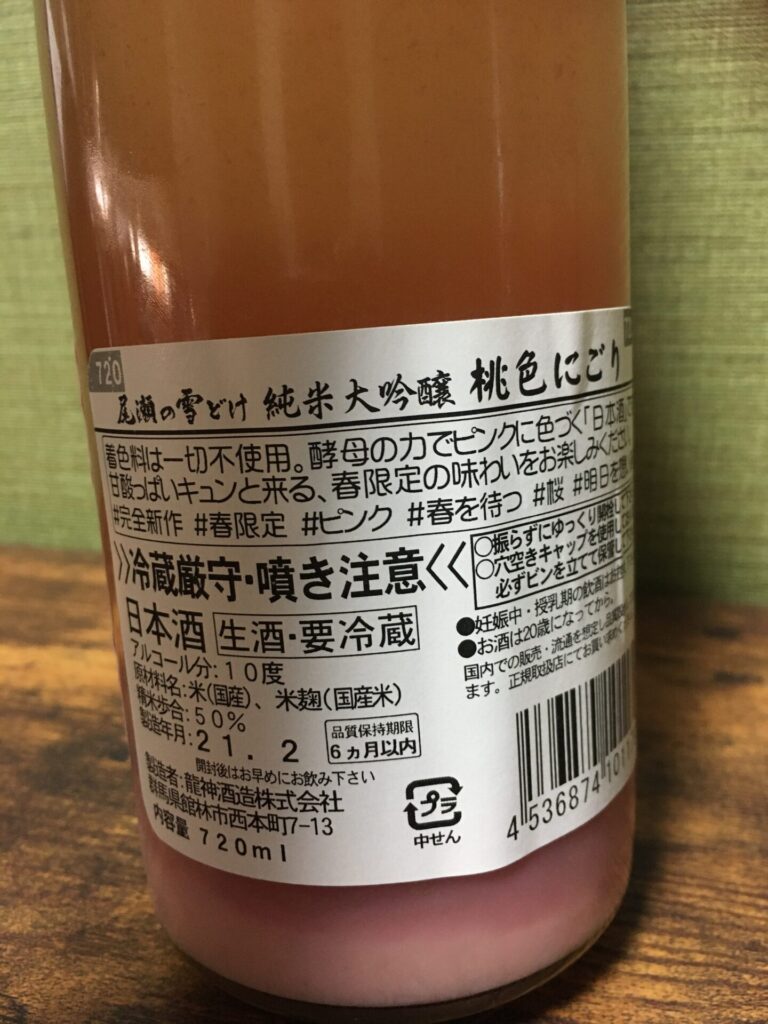 720
尾瀬の雪どけ 純米大吟醸 桃色にごり
着色料は一切不使用。酵母の力でピンクに色づく「日本酒」
甘酸っぱいキュンと来る、春限定の味わいをお楽しみください
#完全新作 #春限定 #ピンク #春を待つ #桜 #明日を
>>冷蔵厳守・噴き注意<<
○振らずにゆっくり開栓し
○穴空きキャップを使用し
必ずビンを立てて保管
日本酒 生酒・要冷蔵
アルコール分:10度
原材料名:米(国産)、米麹(国産米)
精米歩合:50%
製造年月:21.2
品質保持期限
6ヵ月以内
開封後はお早めにお飲み下さい
製造者:龍神酒造株式会社
群馬県館林市西本町7-13
内容量 720ml
●妊娠中・授乳期の飲酒は
●お酒は20歳になってから。
国内での販売・流通を想定し
ます。正規取扱店にてお買い
プラ
中せん
4 536874 101